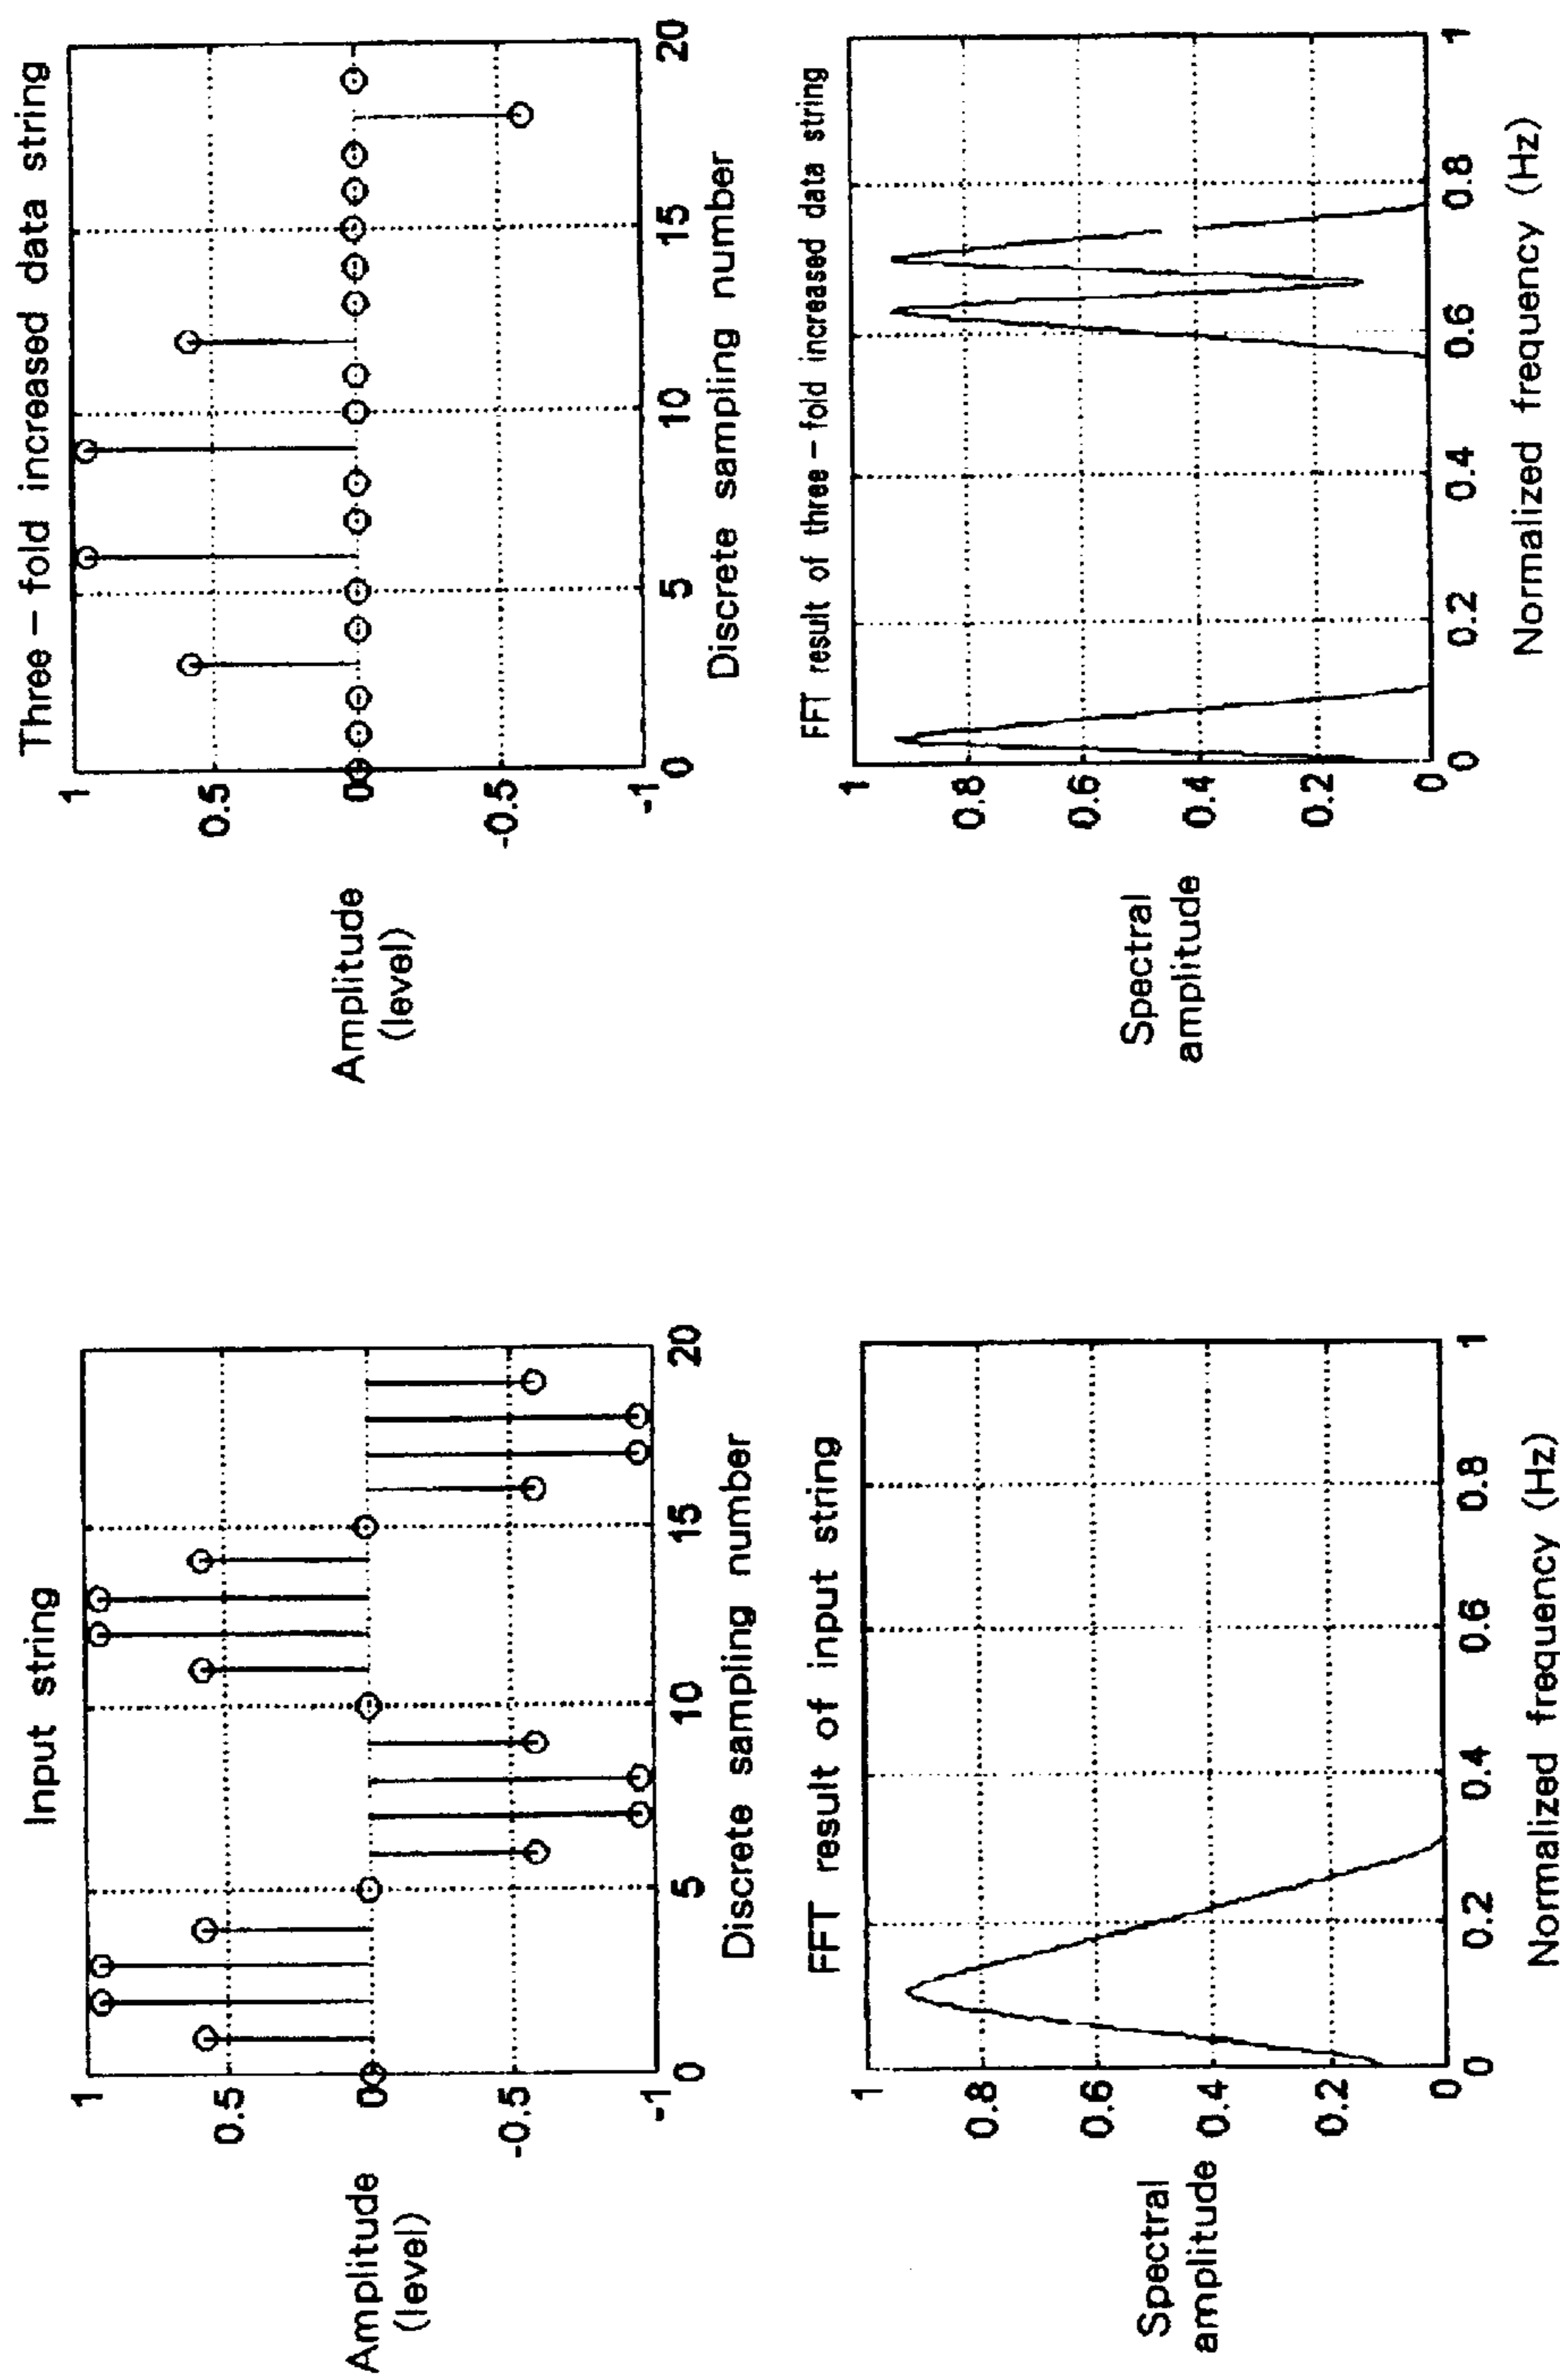 Input string
1
0.5
0
-0.5
-1
Amplitude
(level)
0
5
10
15
20
Discrete sampling number
FFT result of input string
1
0.8
0.6
0.4
0.2
0
Spectral
amplitude
0
0.2
0.4
0.6
0.8
1
Normalized frequency (Hz)
Three – fold increased data string
1
0.5
0
-0.5
-1
Amplitude
(level)
0
5
10
15
20
Discrete sampling number
FFT result of three – fold increased data string
1
0.8
0.6
0.4
0.2
0
Spectral
amplitude
0
0.2
0.4
0.6
0.8
1
Normalized frequency (Hz)